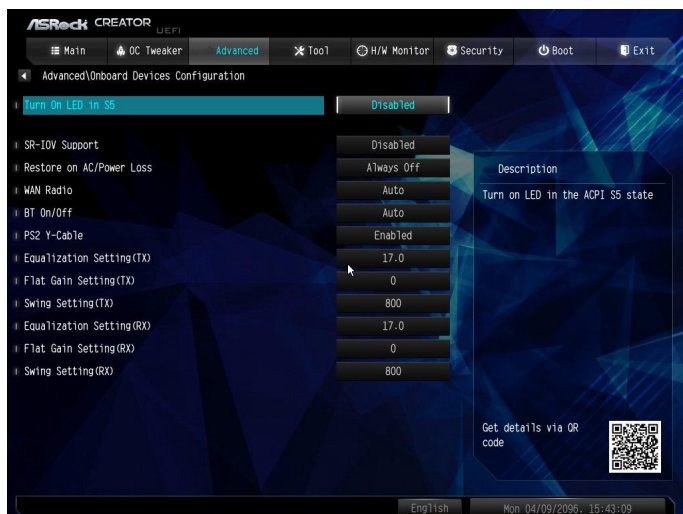 ASRock CREATOR UEFI
Main OC Tweaker Advanced Tool H/W Monitor Security Boot Exit
Advanced\Onboard Devices Configuration
Turn On LED in S5 Disabled
SR-IOV Support Disabled
Restore on AC/Power Loss Always Off
WAN Radio Auto
BT On/Off Auto
PS2 Y-Cable Enabled
Equalization Setting(TX) 17.0
Flat Gain Setting(TX) 0
Swing Setting(TX) 800
Equalization Setting(RX) 17.0
Flat Gain Setting(RX) 0
Swing Setting(RX) 800
Description
Turn on LED in the ACPI S5 state
Get details via QR
code
English Mon 04/09/2096. 15:43:09